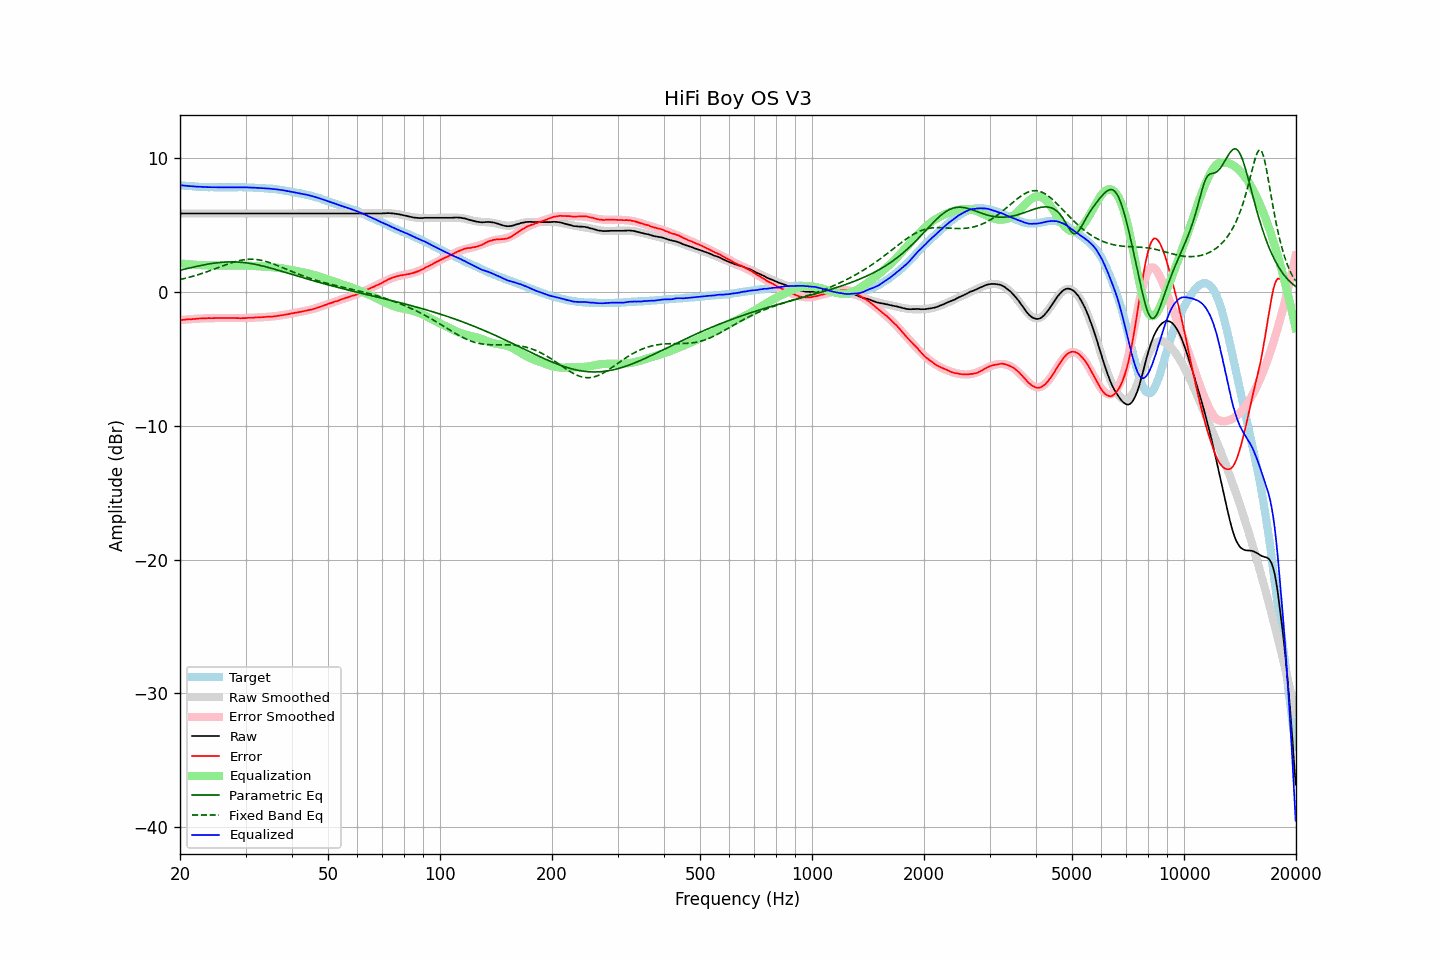 HiFi Boy OS V3
10
0
−10
−20
−30
−40
Amplitude (dBr)
Target
Raw Smoothed
Error Smoothed
Raw
Error
Equalization
Parametric Eq
Fixed Band Eq
Equalized
20 50 100 200 500 1000 2000 5000 10000 20000
Frequency (Hz)